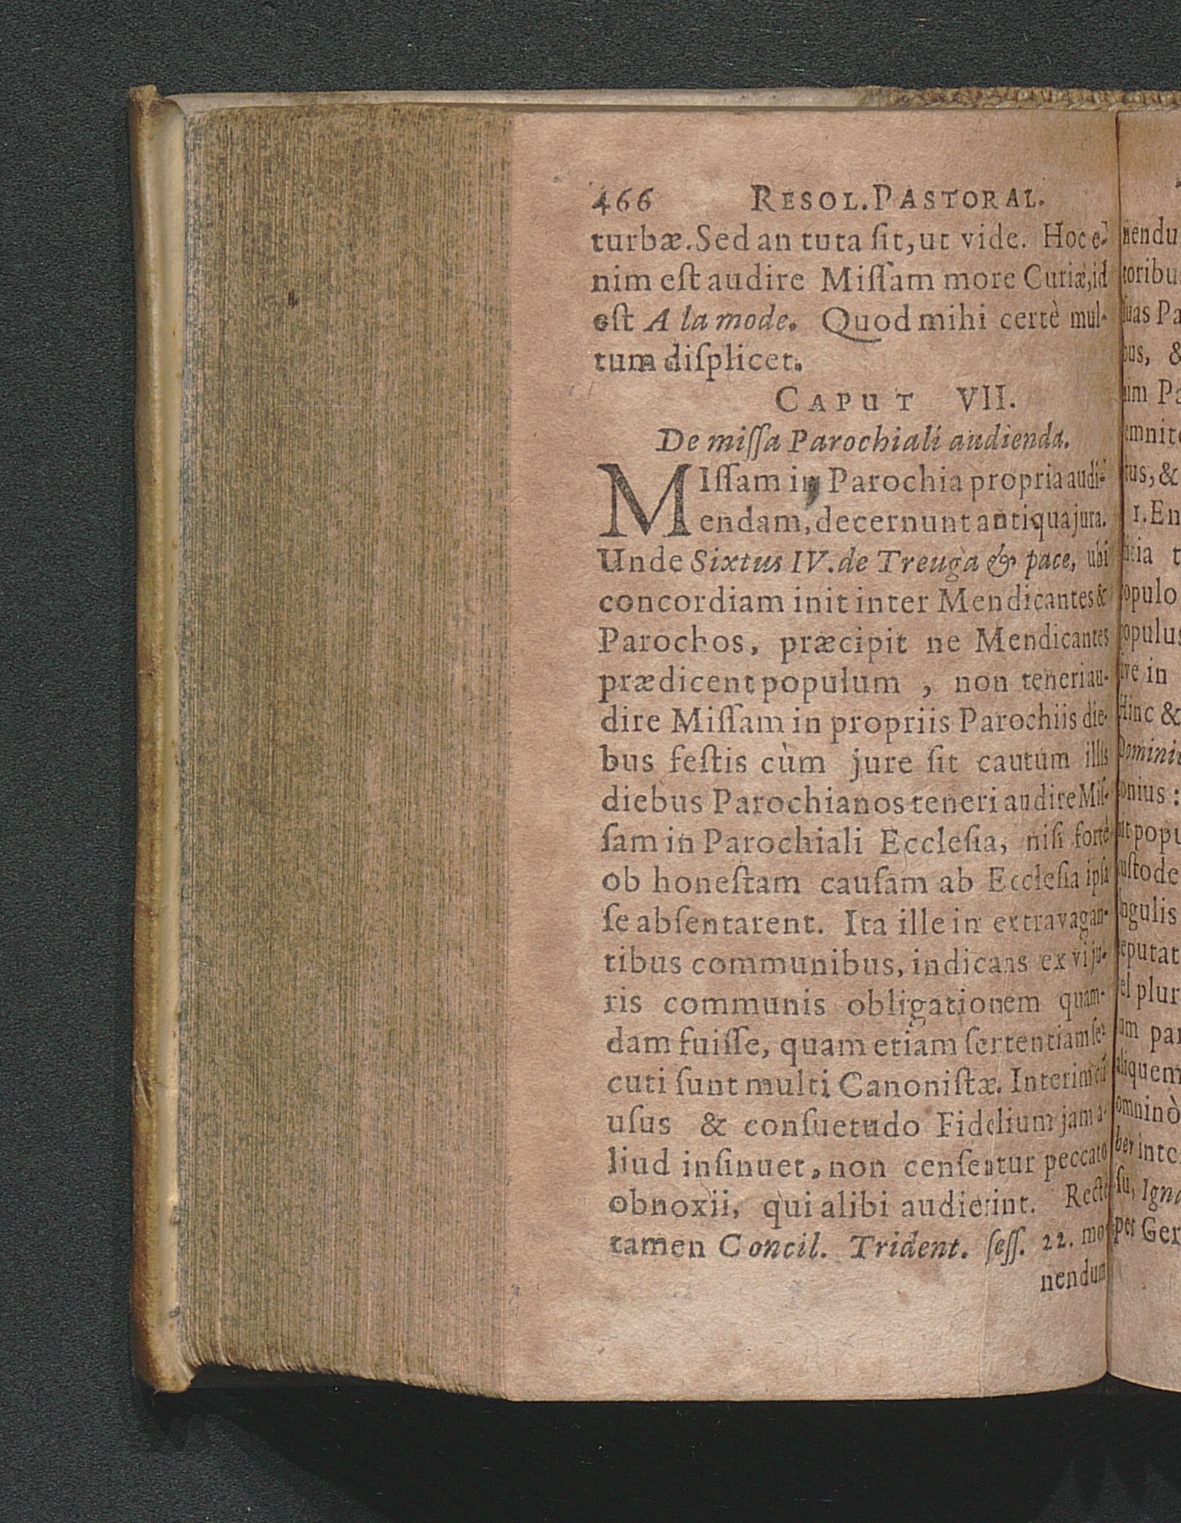 466 RESOL. PASTORAL.
turbæ. Sed an tuta ſit, ut vide. Hoc e-
nim eſt audire Miſſam more Curiæ, id
eſt A la mode. Quod mihi certè mul-
tum diſplicet.
CAPUT VII.
De miſſa Parochiali audienda.
MIſſam in Parochia propria audi-
endam, decernunt antiqua jura.
Unde Sixtus IV. de Treuga & pace, ubi
concordiam init inter Mendicantes &
Parochos, præcipit ne Mendicantes
prædicent populum, non teneri au-
dire Miſſam in propriis Parochiis die-
bus feſtis cùm jure ſit cautum illis
diebus Parochianos teneri audire Miſ-
ſam in Parochiali Eccleſia, niſi fortè
ob honeſtam cauſam ab Eccleſia ipſa
ſe abſentarent. Ita ille in extravagan-
tibus communibus, indicans ex vi ju-
ris communis obligationem quam-
dam fuiſſe, quam etiam ſententiam ſe-
cuti ſunt multi Canoniſtæ. Interim cū
uſus & conſuetudo Fidelium jam a-
liud inſinuet, non cenſentur peccato
obnoxii, qui alibi audierint. Rectè
tamen Concil. Trident. ſeſſ. 22. mo
nendum